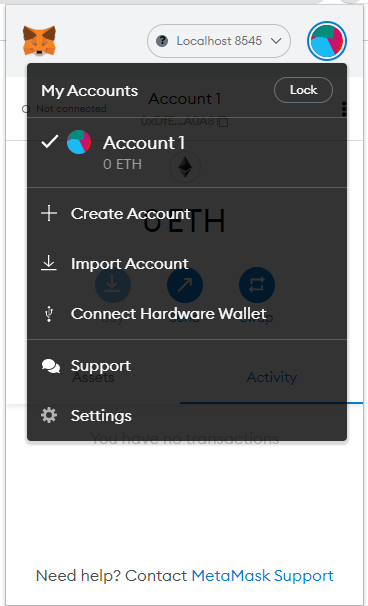 Localhost 8545
My Accounts
Lock
Not connected
Account 1
0xDfE...A0A8
Account 1
0 ETH
0 ETH
Create Account
Import Account
Connect Hardware Wallet
Support
Assets
Activity
Settings
You have no transactions
Need help? Contact MetaMask Support